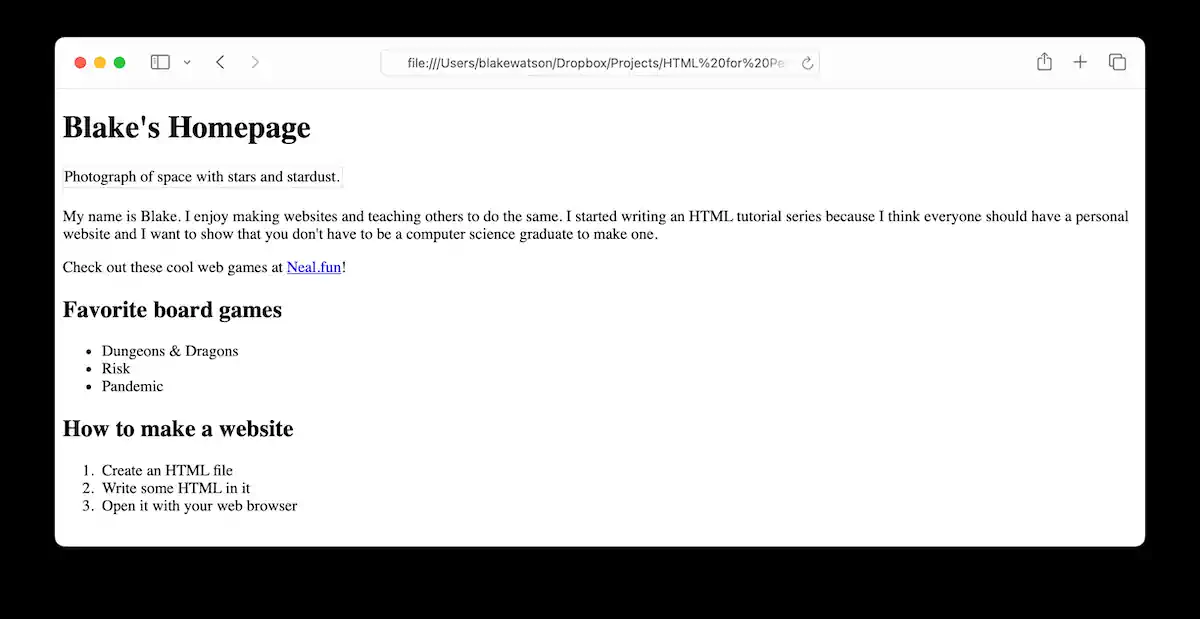 file:///Users/blakewatson/Dropbox/Projects/HTML%20for%20Pe
Blake's Homepage
Photograph of space with stars and stardust.
My name is Blake. I enjoy making websites and teaching others to do the same. I started writing an HTML tutorial series because I think everyone should have a personal
website and I want to show that you don't have to be a computer science graduate to make one.
Check out these cool web games at Neal.fun!
Favorite board games
• Dungeons & Dragons
• Risk
• Pandemic
How to make a website
1. Create an HTML file
2. Write some HTML in it
3. Open it with your web browser